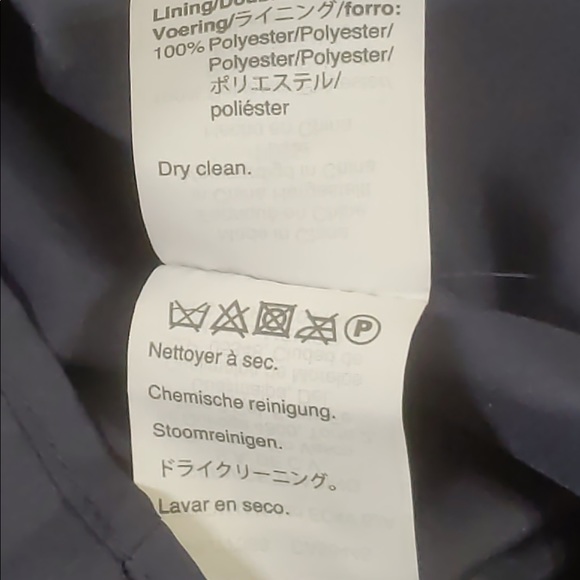 Lining/
Voering/ライニング/forro:
100% Polyester/Polyester/
Polyester/Polyester/
ポリエステル/
poliéster
Dry clean.
P
Nettoyer à sec.
Chemische reinigung.
Stoomreinigen.
ドライクリーニング。
Lavar en seco.